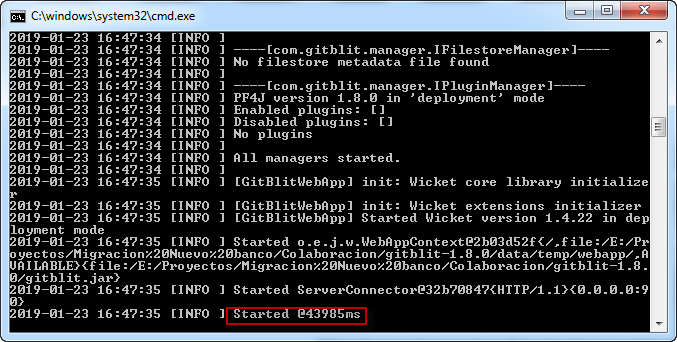 C:\windows\system32\cmd.exe
2019-01-23 16:47:34 [INFO ]
2019-01-23 16:47:34 [INFO ] ----[com.gitblit.manager.IFilestoreManager]----
2019-01-23 16:47:34 [INFO ] No filestore metadata file found
2019-01-23 16:47:34 [INFO ]
2019-01-23 16:47:34 [INFO ] ----[com.gitblit.manager.IPluginManager]----
2019-01-23 16:47:34 [INFO ] PF4J version 1.8.0 in 'deployment' mode
2019-01-23 16:47:34 [INFO ] Enabled plugins: []
2019-01-23 16:47:34 [INFO ] Disabled plugins: []
2019-01-23 16:47:34 [INFO ] No plugins
2019-01-23 16:47:34 [INFO ]
2019-01-23 16:47:34 [INFO ] All managers started.
2019-01-23 16:47:34 [INFO ]
2019-01-23 16:47:35 [INFO ] [GitBlitWebApp] init: Wicket core library initialize
r
2019-01-23 16:47:35 [INFO ] [GitBlitWebApp] init: Wicket extensions initializer
2019-01-23 16:47:35 [INFO ] [GitBlitWebApp] Started Wicket version 1.4.22 in dep
loyment mode
2019-01-23 16:47:35 [INFO ] Started o.e.j.w.WebAppContext@2b03d52f{/,file:/E:/Pr
oyectos/Migracion%20Nuevo%20banco/Colaboracion/gitblit-1.8.0/data/temp/webapp/,A
VAILABLE}{file:/E:/Proyectos/Migracion%20Nuevo%20banco/Colaboracion/gitblit-1.8.
0/gitblit.jar}
2019-01-23 16:47:35 [INFO ] Started ServerConnector@32b70847{HTTP/1.1}{0.0.0.0:9
0}
2019-01-23 16:47:35 [INFO ] Started @43985ms